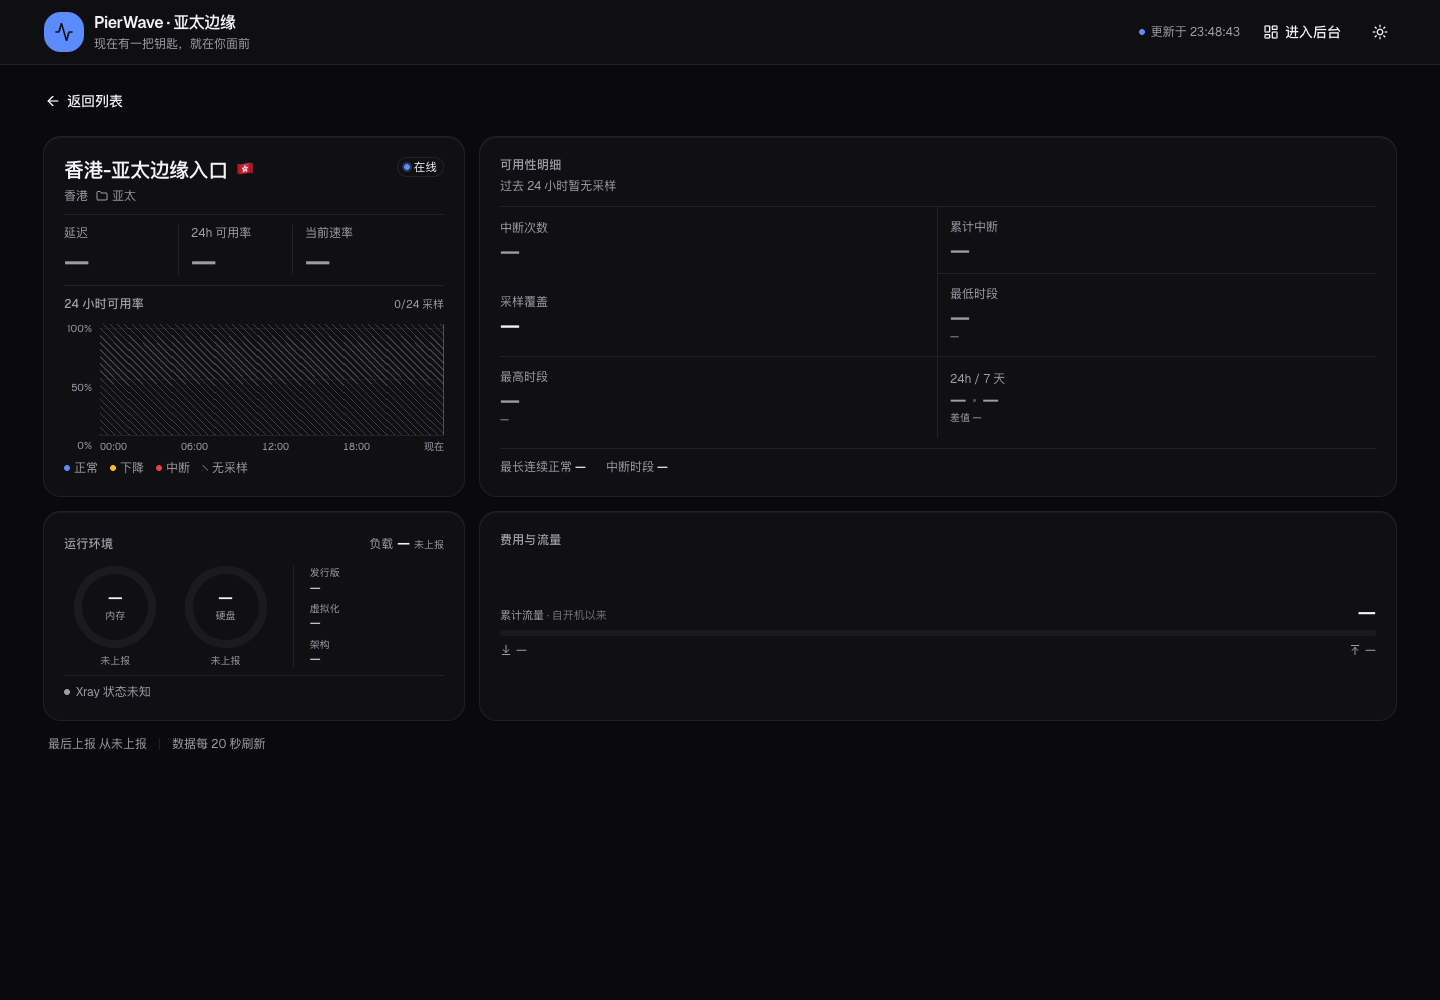 PierWave · 亚太边缘
现在有一把钥匙，就在你面前
更新于 23:48:43
进入后台
返回列表
香港-亚太边缘入口
在线
香港 亚太
延迟
—
24h 可用率
—
当前速率
—
24 小时可用率
0/24 采样
100%
50%
0%
00:00 06:00 12:00 18:00 现在
正常 下降 中断 无采样
可用性明细
过去 24 小时暂无采样
中断次数
—
累计中断
—
采样覆盖
—
最低时段
—
—
最高时段
—
—
24h / 7 天
— · —
差值 —
最长连续正常 — 中断时段 —
运行环境
负载 — 未上报
—
内存
未上报
—
硬盘
未上报
发行版
—
虚拟化
—
架构
—
Xray 状态未知
费用与流量
累计流量 · 自开机以来
—
—
—
最后上报 从未上报
数据每 20 秒刷新